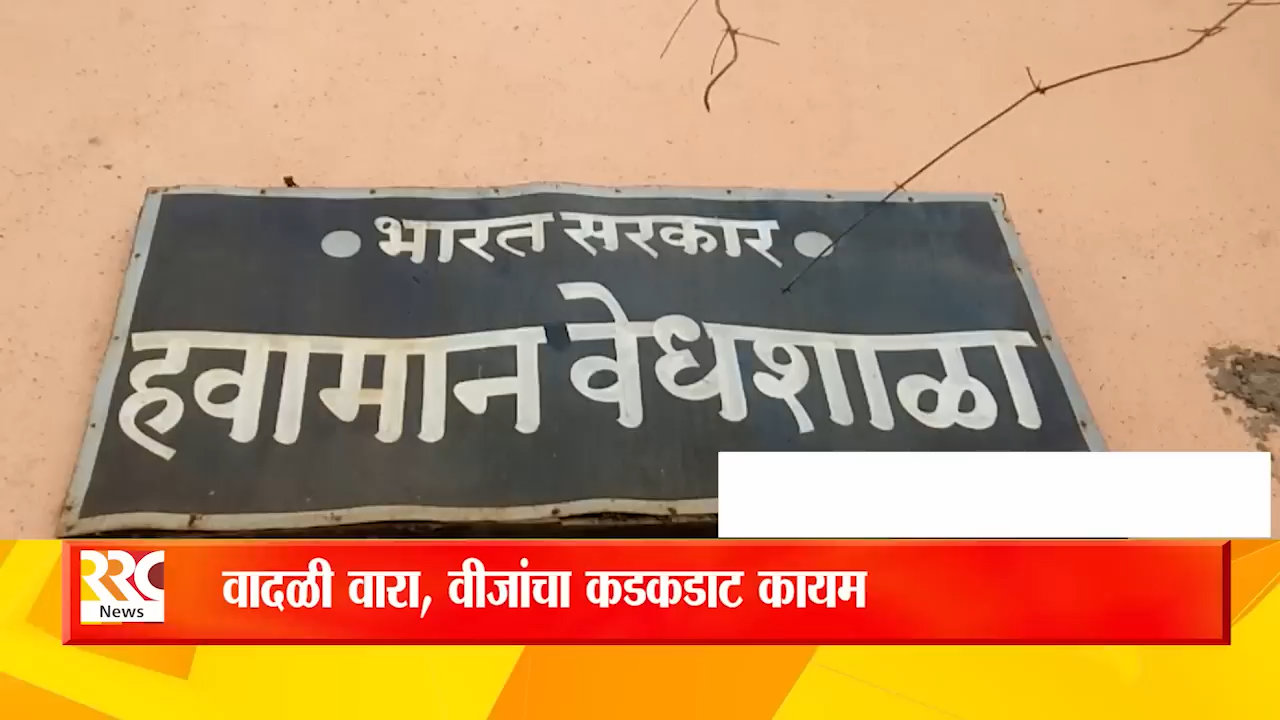 भारत सरकार
हवामान वेधशाळा
RRC
News
वादळी वारा, वीजांचा कडकडाट कायम